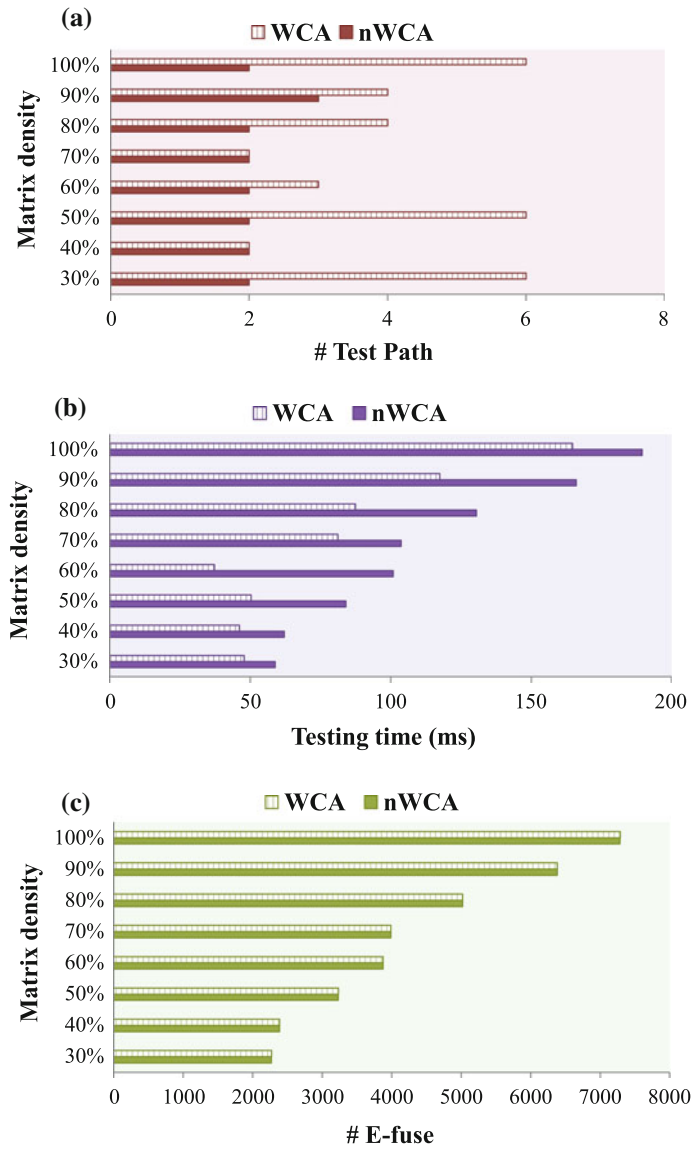 (a)
WCA nWCA
Matrix density
100%
90%
80%
70%
60%
50%
40%
30%
0 2 4 6 8
# Test Path
(b)
WCA nWCA
Matrix density
100%
90%
80%
70%
60%
50%
40%
30%
0 50 100 150 200
Testing time (ms)
(c)
WCA nWCA
Matrix density
100%
90%
80%
70%
60%
50%
40%
30%
0 1000 2000 3000 4000 5000 6000 7000 8000
# E-fuse